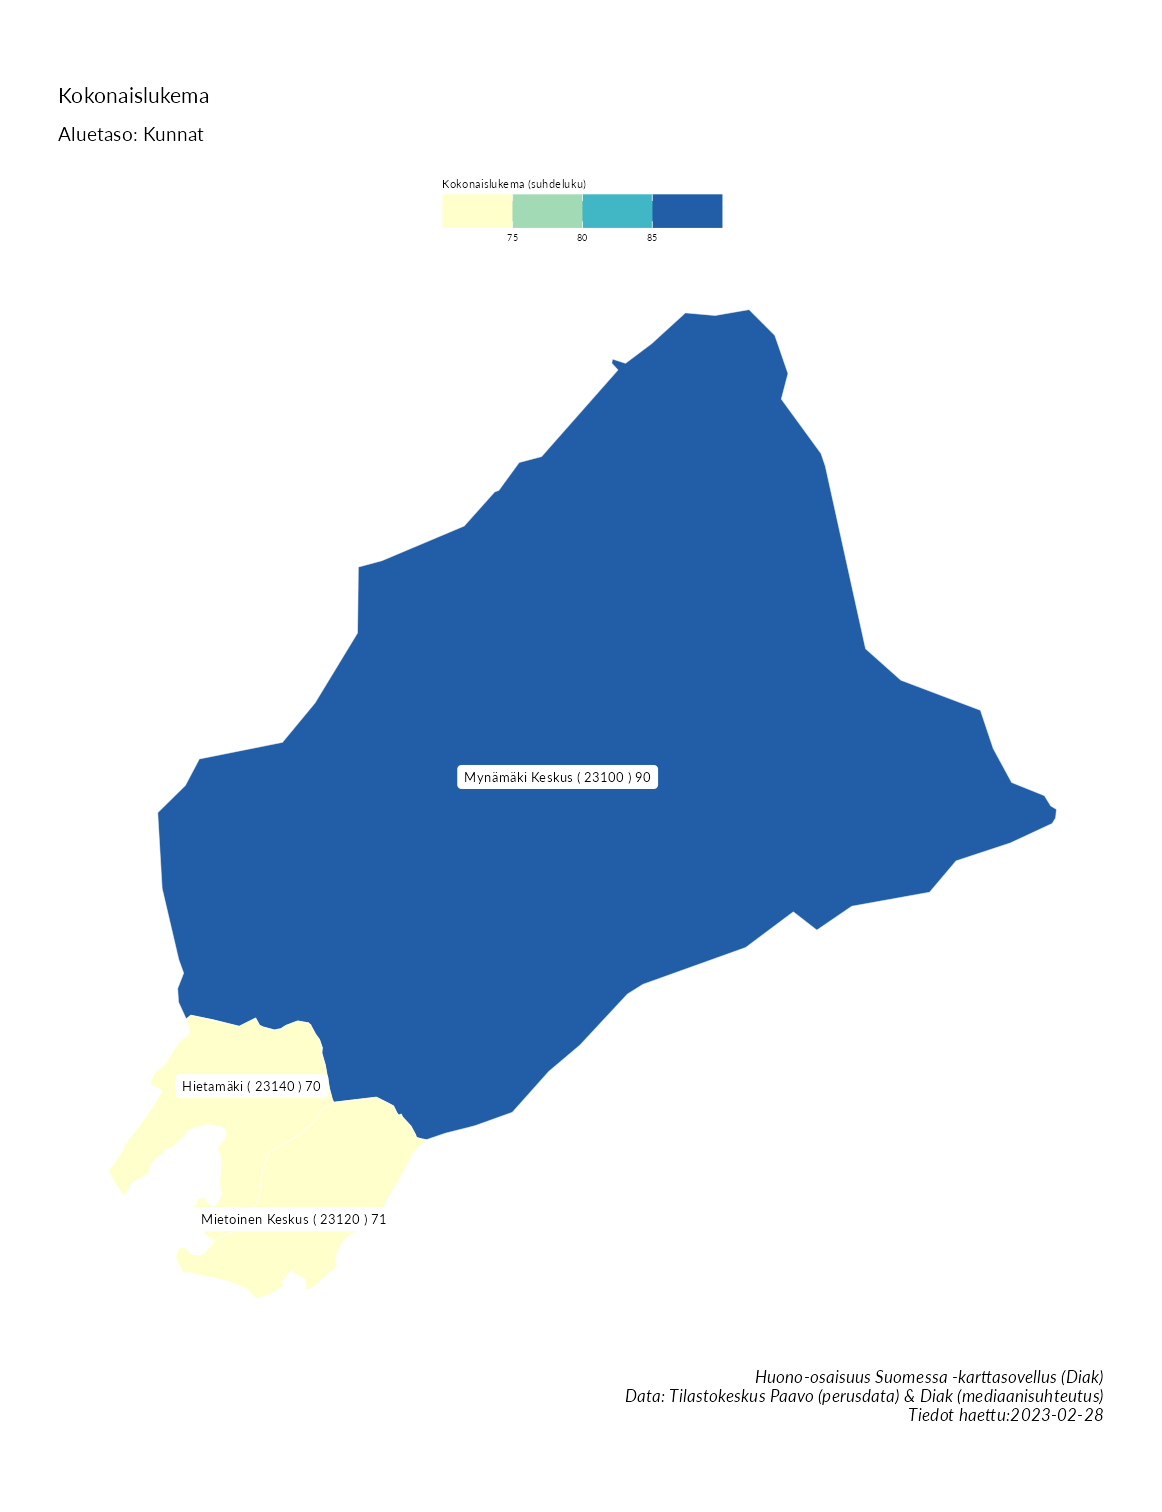 Kokonaislukema
Aluetaso: Kunnat
Kokonaislukema (suhdeluku)
75 80 85
Mynämäki Keskus ( 23100 ) 90
Hietamäki ( 23140 ) 70
Mietoinen Keskus ( 23120 ) 71
Huono-osaisuus Suomessa -karttasovellus (Diak)
Data: Tilastokeskus Paavo (perusdata) & Diak (mediaanisuhteutus)
Tiedot haettu:2023-02-28